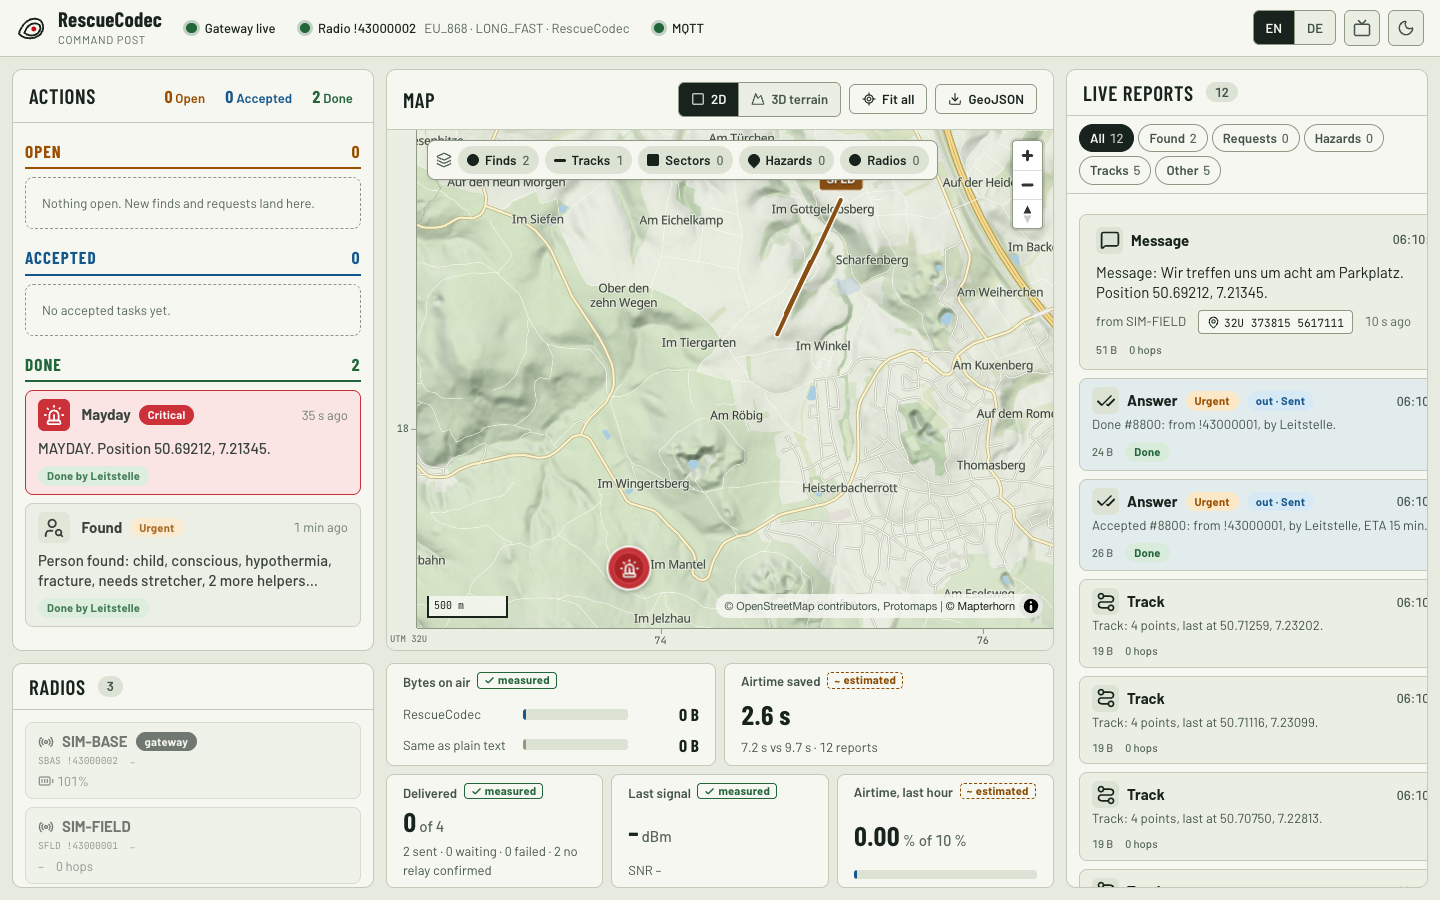 RescueCodec
COMMAND POST
Gateway live
Radio !43000002 EU_868 · LONG_FAST · RescueCodec
MQTT
EN DE
ACTIONS
0 Open 0 Accepted 2 Done
OPEN 0
Nothing open. New finds and requests land here.
ACCEPTED 0
No accepted tasks yet.
DONE 2
Mayday Critical 35 s ago
MAYDAY. Position 50.69212, 7.21345.
Done by Leitstelle
Found Urgent 1 min ago
Person found: child, conscious, hypothermia,
fracture, needs stretcher, 2 more helpers...
Done by Leitstelle
RADIOS 3
SIM-BASE gateway
SBAS !43000002 –
101%
SIM-FIELD
SFLD !43000001 –
– 0 hops
MAP
2D 3D terrain Fit all GeoJSON
Am Türchen
Finds 2 Tracks 1 Sectors 0 Hazards 0 Radios 0
Auf den neun Morgen
SFLD
Auf der Heide
Im Siefen
Am Eichelkamp
Im Gottgelobsberg
Im Back
Scharfenberg
Ober den
zehn Wegen
Am Weiherchen
Im Tiergarten
Im Winkel
Am Kuxenberg
Am Röbig
Auf dem Rome
18
Thomasberg
Im Wingertsberg
Heisterbacherrott
rbahn
Im Mantel
Am Eselsweg
500 m
© OpenStreetMap contributors, Protomaps | © Mapterhorn
Im Jelzhau
UTM 32U
74 76
Bytes on air measured
RescueCodec 0 B
Same as plain text 0 B
Airtime saved ~ estimated
2.6 s
7.2 s vs 9.7 s · 12 reports
Delivered measured
0 of 4
2 sent · 0 waiting · 0 failed · 2 no
relay confirmed
Last signal measured
– dBm
SNR –
Airtime, last hour ~ estimated
0.00 % of 10 %
LIVE REPORTS 12
All 12 Found 2 Requests 0 Hazards 0
Tracks 5 Other 5
Message 06:10
Message: Wir treffen uns um acht am Parkplatz.
Position 50.69212, 7.21345.
from SIM-FIELD 32U 373815 5617111 10 s ago
51 B 0 hops
Answer Urgent out · Sent 06:10
Done #8800: from !43000001, by Leitstelle.
24 B Done
Answer Urgent out · Sent 06:10
Accepted #8800: from !43000001, by Leitstelle, ETA 15 min.
26 B Done
Track 06:10
Track: 4 points, last at 50.71259, 7.23202.
19 B 0 hops
Track 06:10
Track: 4 points, last at 50.71116, 7.23099.
19 B 0 hops
Track 06:10
Track: 4 points, last at 50.70750, 7.22813.
19 B 0 hops